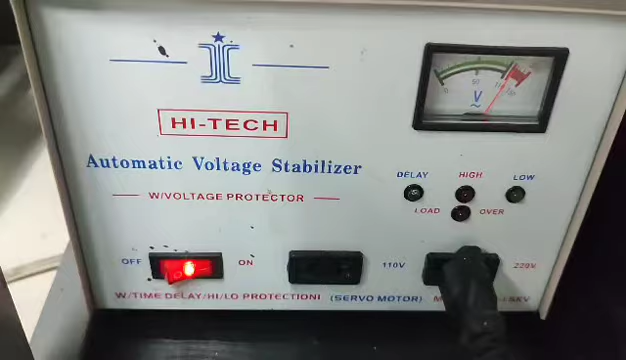 HI-TECH
Automatic Voltage Stabilizer
W/VOLTAGE PROTECTOR
V
DELAY HIGH LOW
LOAD OVER
OFF ON 110V 220V
W/TIME DELAY/HI/LO PROTECTIONI (SERVO MOTOR)